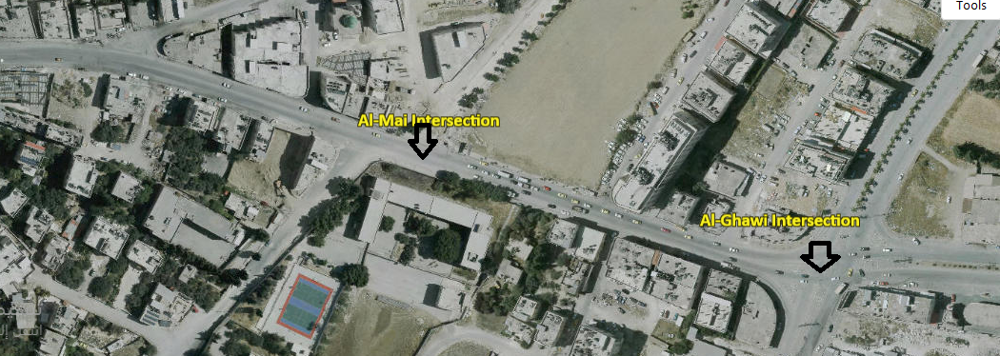 Tools
Al-Mai Intersection
Al-Ghawi Intersection